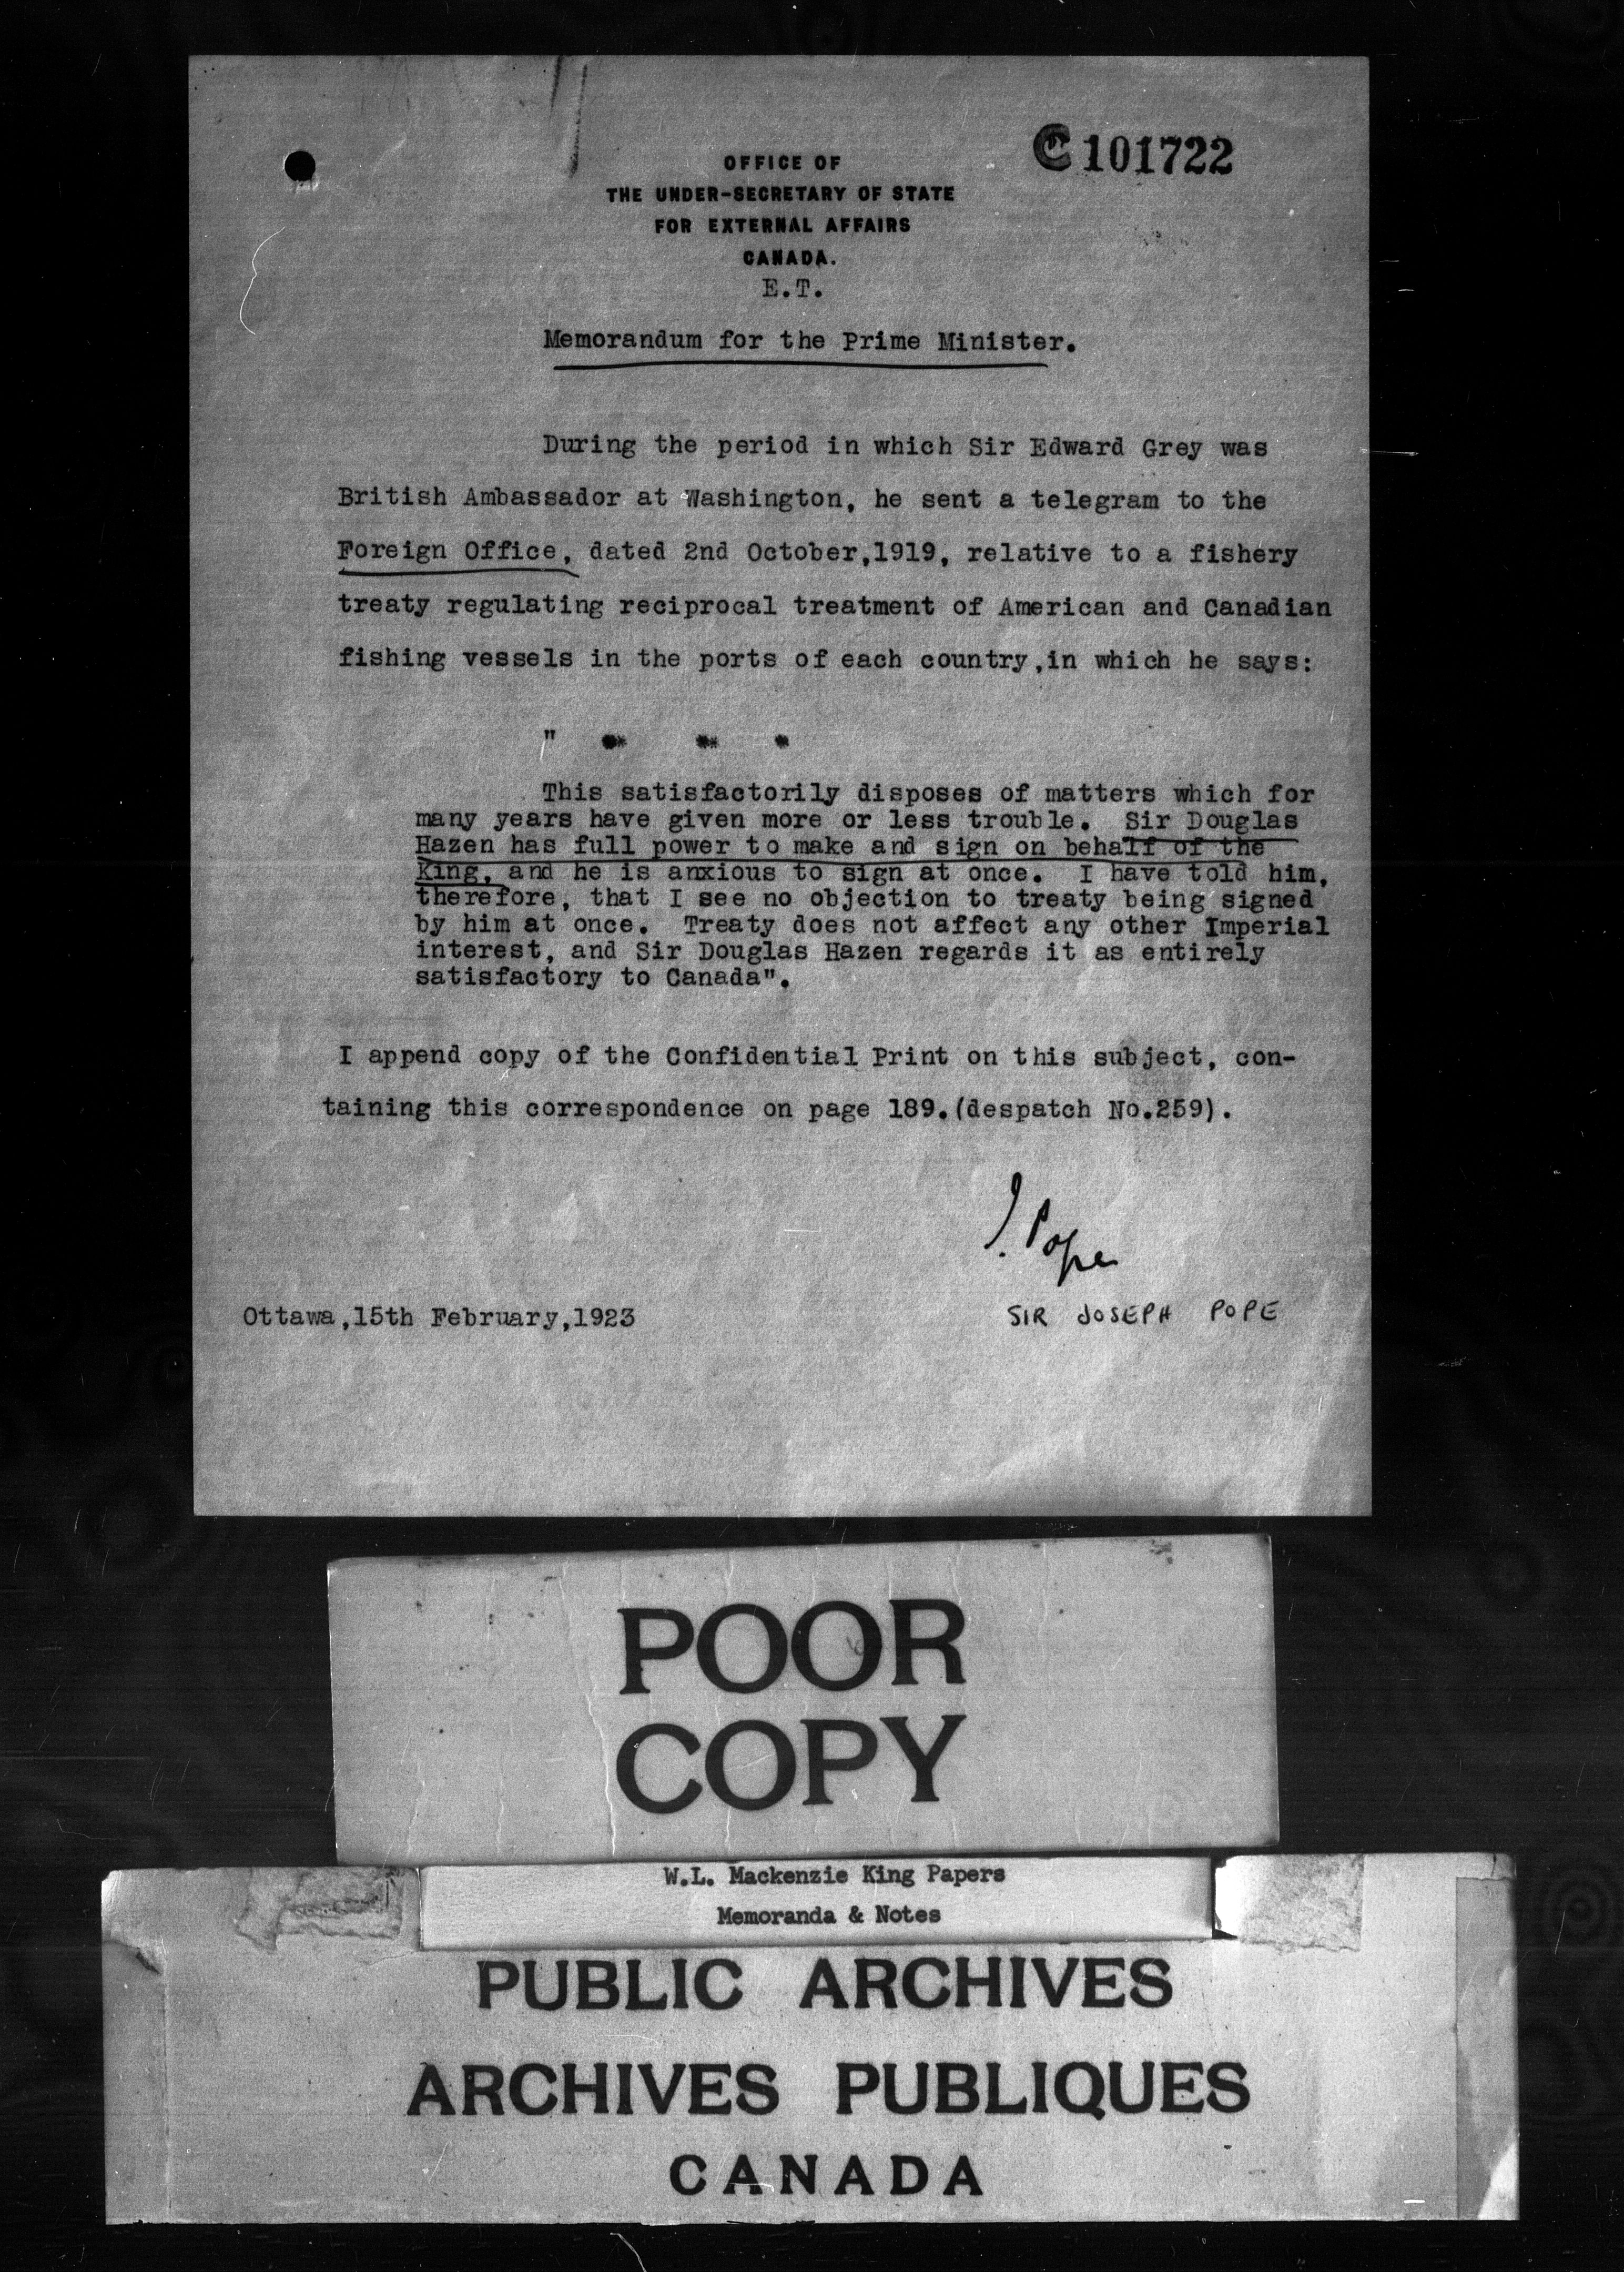 C101722
OFFICE OF
THE UNDER-SECRETARY OF STATE
FOR EXTERNAL AFFAIRS
CANADA.
E.T.
Memorandum for the Prime Minister.
During the period in which Sir Edward Grey was
British Ambassador at Washington, he sent a telegram to the
Foreign Office, dated 2nd October,1919, relative to a fishery
treaty regulating reciprocal treatment of American and Canadian
fishing vessels in the ports of each country,in which he says:
" * * *
This satisfactorily disposes of matters which for
many years have given more or less trouble. Sir Douglas
Hazen has full power to make and sign on behalf of the
King, and he is anxious to sign at once. I have told him,
therefore, that I see no objection to treaty being signed
by him at once. Treaty does not affect any other Imperial
interest, and Sir Douglas Hazen regards it as entirely
satisfactory to Canada".
I append copy of the Confidential Print on this subject, con-
taining this correspondence on page 189.(despatch No.259).
J. Pope
Ottawa,15th February,1923
SIR JOSEPH POPE
POOR
COPY
W.L. Mackenzie King Papers
Memoranda & Notes
PUBLIC ARCHIVES
ARCHIVES PUBLIQUES
CANADA